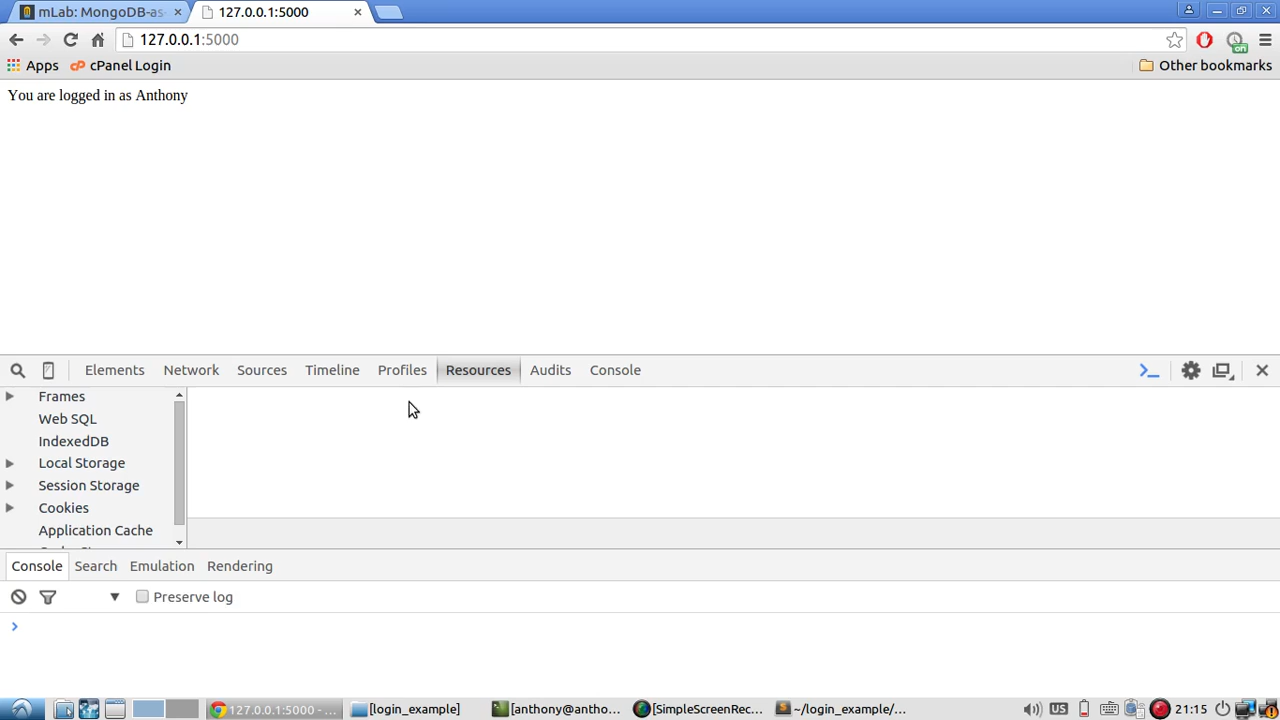 mLab: MongoDB-as-
127.0.0.1:5000
127.0.0.1:5000
Apps
cPanel Login
Other bookmarks
on
You are logged in as Anthony
Elements
Network
Sources
Timeline
Profiles
Resources
Audits
Console
Frames
Web SQL
IndexedDB
Local Storage
Session Storage
Cookies
Application Cache
Console
Search
Emulation
Rendering
Preserve log
127.0.0.1:5000 - ...
[login_example]
[anthony@antho...
[SimpleScreenRec...
~/login_example/...
US
21:15